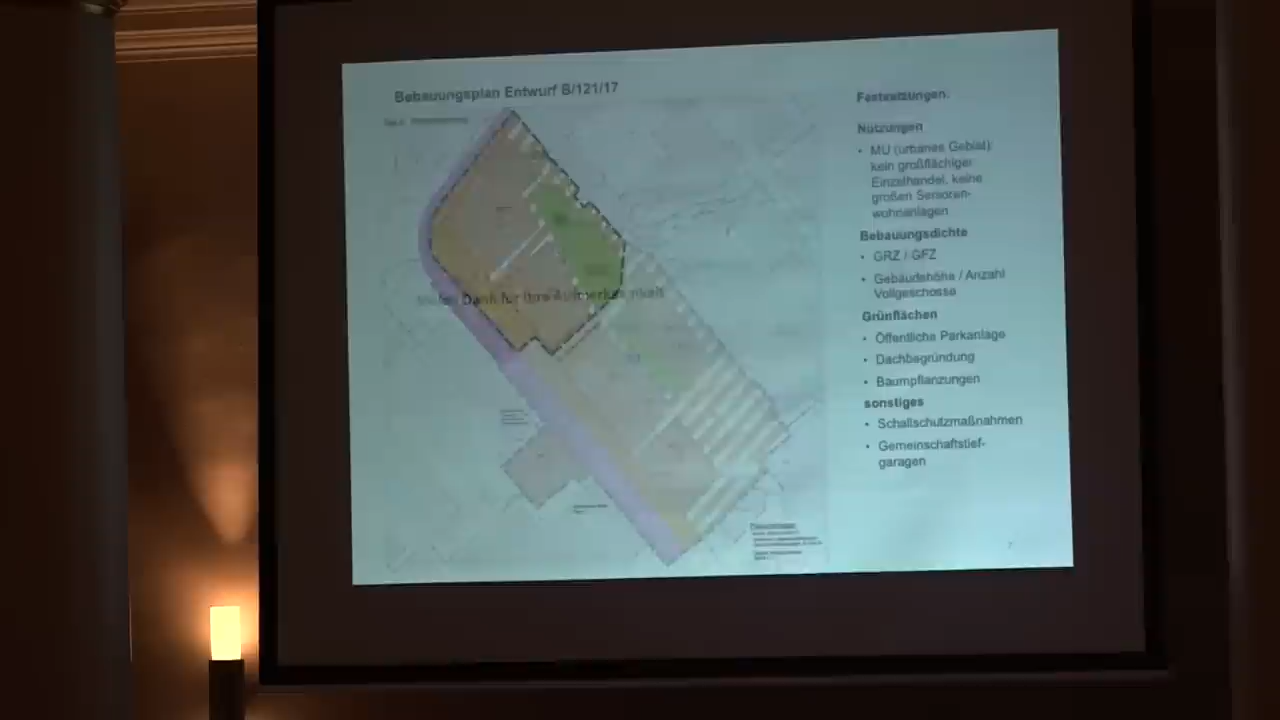 Bebauungsplan Entwurf B/121/17
Festsetzungen:
Nutzungen
• MU (urbanes Gebiet):
kein großflächiger
Einzelhandel, keine
großen Senioren-
wohnanlagen
Bebauungsdichte
• GRZ / GFZ
• Gebäudehöhe / Anzahl
Vollgeschosse
Grünflächen
• Öffentliche Parkanlage
• Dachbegrünung
• Baumpflanzungen
sonstiges
• Schallschutzmaßnahmen
• Gemeinschaftstief-
garagen
Vielen Dank für Ihre Aufmerksamkeit